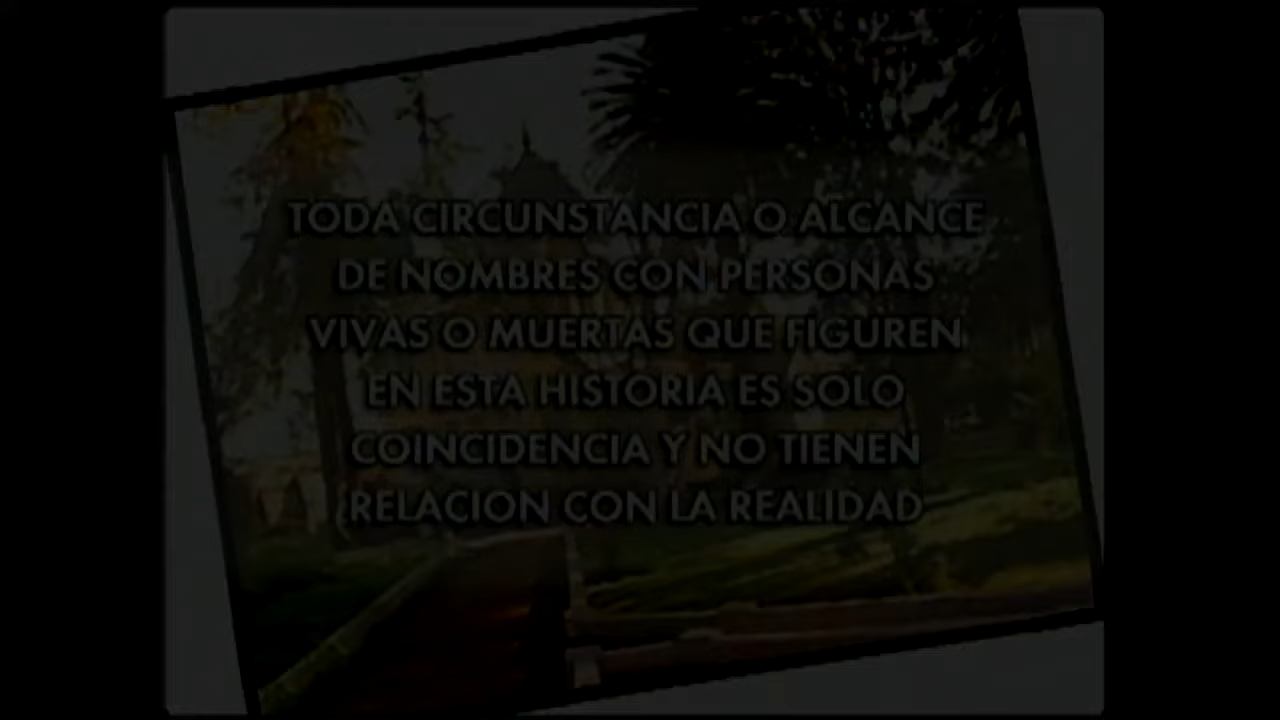 TODA CIRCUNSTANCIA O ALCANCE
DE NOMBRES CON PERSONAS
VIVAS O MUERTAS QUE FIGUREN
EN ESTA HISTORIA ES SOLO
COINCIDENCIA Y NO TIENEN
RELACION CON LA REALIDAD